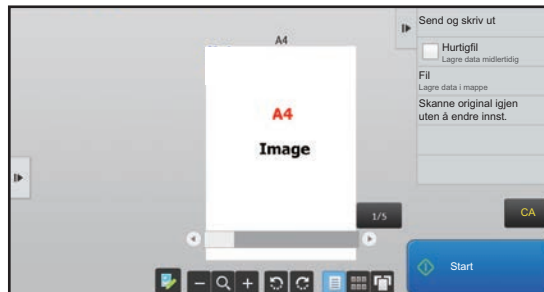 A4
A4
Image
1/5
Send og skriv ut
Hurtigfil
Lagre data midlertidig
Fil
Lagre data i mappe
Skanne original igjen
uten å endre innst.
CA
Start